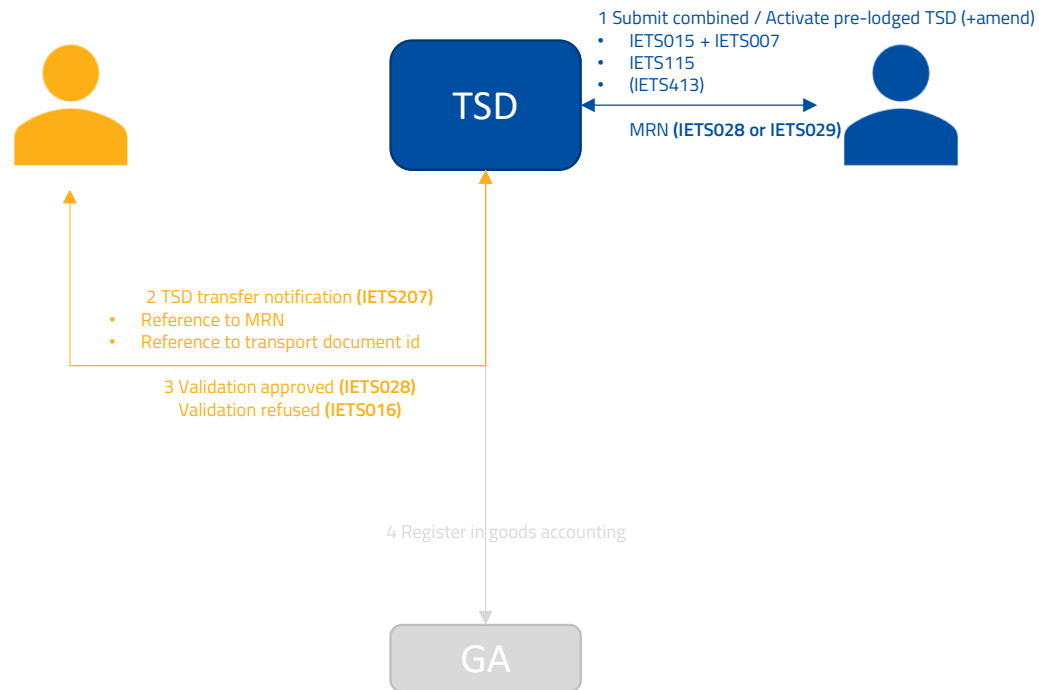 1 Submit combined / Activate pre-lodged TSD (+amend)
• IETS015 + IETS007
• IETS115
• (IETS413)
TSD
MRN (IETS028 or IETS029)
2 TSD transfer notification (IETS207)
• Reference to MRN
• Reference to transport document id
3 Validation approved (IETS028)
Validation refused (IETS016)
4 Register in goods accounting
GA